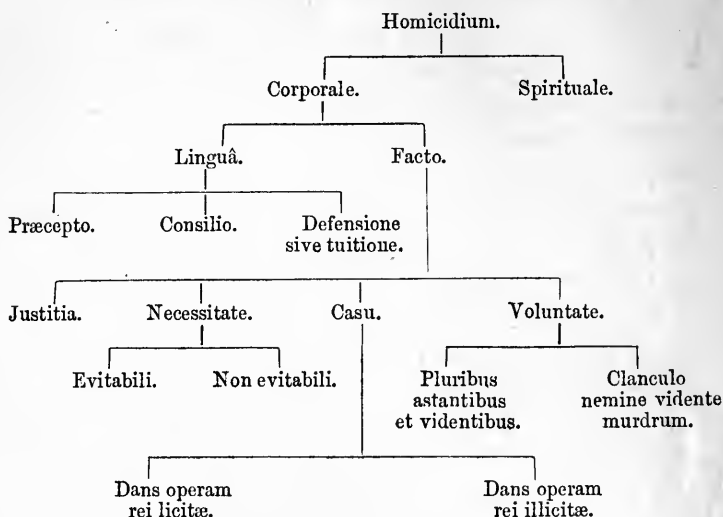 Homicidium.
Corporale. Spirituale.
Linguâ. Facto.
Præcepto. Consilio. Defensione
sive tuitione.
Justitia. Necessitate. Casu. Voluntate.
Evitabili. Non evitabili. Pluribus Clanculo
astantibus nemine vidente
et videntibus. murdrum.
Dans operam Dans operam
rei licitæ. rei illicitæ.